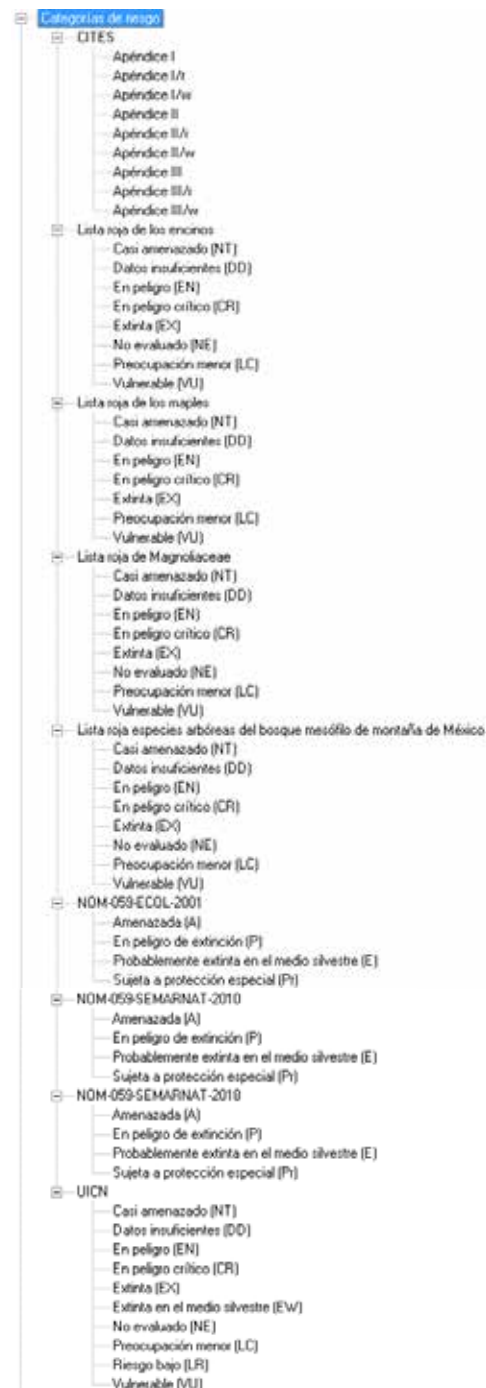 Categorías de riesgo
CITES
Apéndice I
Apéndice I/r
Apéndice I/w
Apéndice II
Apéndice II/r
Apéndice II/w
Apéndice III
Apéndice III/r
Apéndice III/w
Lista roja de los encinos
Casi amenazado (NT)
Datos insuficientes (DD)
En peligro (EN)
En peligro crítico (CR)
Extinta (EX)
No evaluado (NE)
Preocupación menor (LC)
Vulnerable (VU)
Lista roja de los maples
Casi amenazado (NT)
Datos insuficientes (DD)
En peligro (EN)
En peligro crítico (CR)
Extinta (EX)
Preocupación menor (LC)
Vulnerable (VU)
Lista roja de Magnoliaceae
Casi amenazado (NT)
Datos insuficientes (DD)
En peligro (EN)
En peligro crítico (CR)
Extinta (EX)
No evaluado (NE)
Preocupación menor (LC)
Vulnerable (VU)
Lista roja especies arbóreas del bosque mesófilo de montaña de México
Casi amenazado (NT)
Datos insuficientes (DD)
En peligro (EN)
En peligro crítico (CR)
Extinta (EX)
No evaluado (NE)
Preocupación menor (LC)
Vulnerable (VU)
NOM-059-ECOL-2001
Amenazada (A)
En peligro de extinción (P)
Probablemente extinta en el medio silvestre (E)
Sujeta a protección especial (Pr)
NOM-059-SEMARNAT-2010
Amenazada (A)
En peligro de extinción (P)
Probablemente extinta en el medio silvestre (E)
Sujeta a protección especial (Pr)
NOM-059-SEMARNAT-2018
Amenazada (A)
En peligro de extinción (P)
Probablemente extinta en el medio silvestre (E)
Sujeta a protección especial (Pr)
UICN
Casi amenazado (NT)
Datos insuficientes (DD)
En peligro (EN)
En peligro crítico (CR)
Extinta (EX)
Extinta en el medio silvestre (EW)
No evaluado (NE)
Preocupación menor (LC)
Riesgo bajo (LR)
Vulnerable (VU)